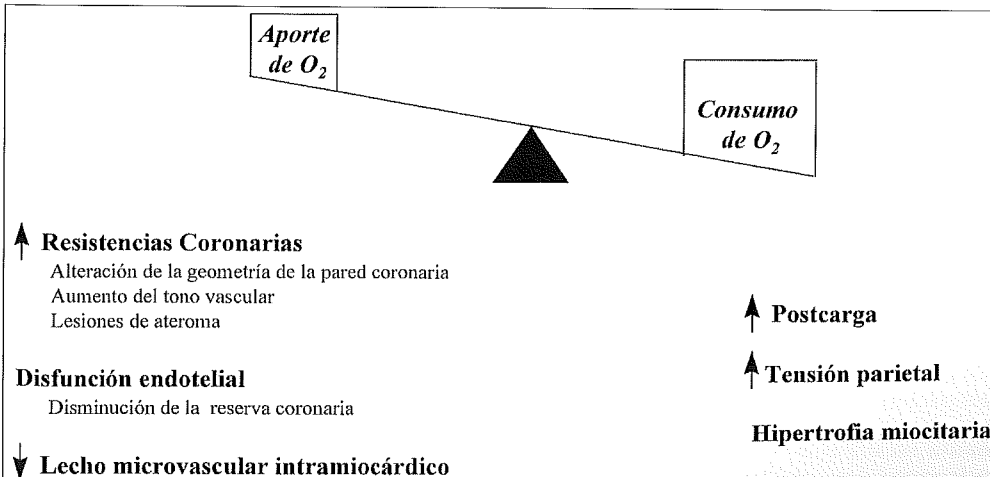 Aporte
de O₂
Consumo
de O₂
↑ Resistencias Coronarias
Alteración de la geometría de la pared coronaria
Aumento del tono vascular
Lesiones de ateroma
Disfunción endotelial
Disminución de la reserva coronaria
↓ Lecho microvascular intramiocárdico
↑ Postcarga
↑ Tensión parietal
Hipertrofia miocitaria